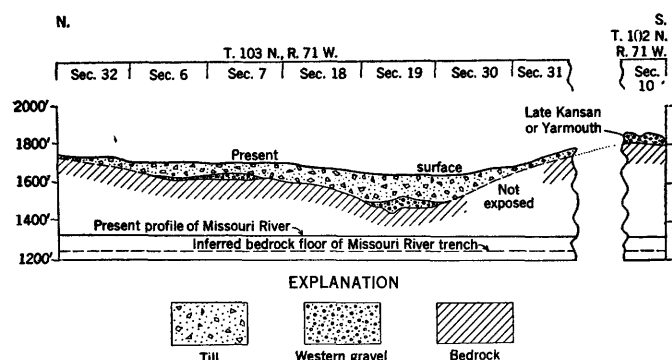 N.
S.
T. 102 N.
R. 71 W.
T. 103 N., R. 71 W.
Sec. 32 Sec. 6 Sec. 7 Sec. 18 Sec. 19 Sec. 30 Sec. 31
Sec.
10
2000'
1800'
1600'
1400'
1200'
Late Kansan
or Yarmouth
Present surface
Not
exposed
Present profile of Missouri River
Inferred bedrock floor of Missouri River trench
EXPLANATION
Till Western gravel Bedrock